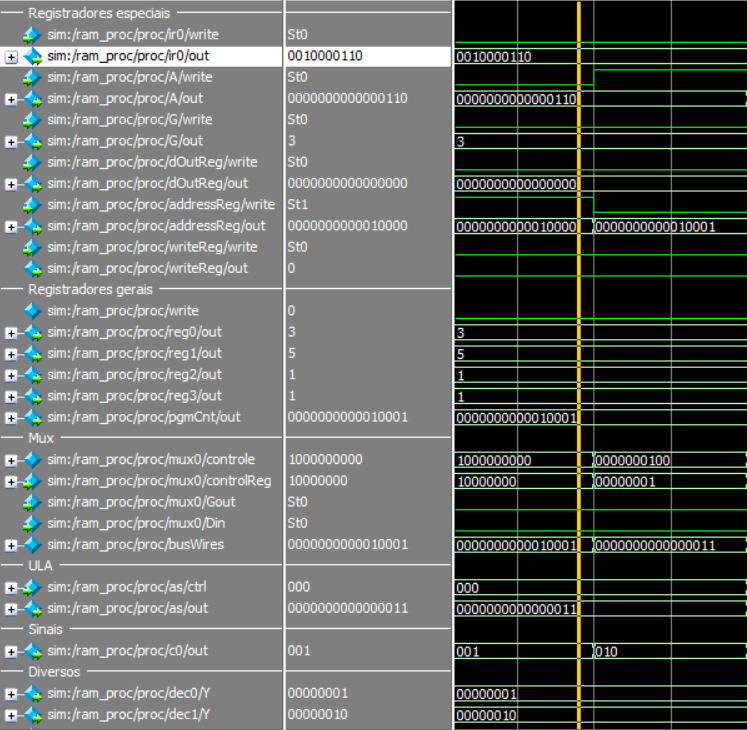 Registradores especiais
sim:/ram_proc/proc/ir0/write St0
sim:/ram_proc/proc/ir0/out 0010000110 0010000110
sim:/ram_proc/proc/A/write St0
sim:/ram_proc/proc/A/out 0000000000000110 0000000000000110
sim:/ram_proc/proc/G/write St0
sim:/ram_proc/proc/G/out 3 3
sim:/ram_proc/proc/dOutReg/write St0
sim:/ram_proc/proc/dOutReg/out 0000000000000000 0000000000000000
sim:/ram_proc/proc/addressReg/write St1
sim:/ram_proc/proc/addressReg/out 0000000000010000 0000000000010000 0000000000010001
sim:/ram_proc/proc/writeReg/write St0
sim:/ram_proc/proc/writeReg/out 0
Registradores gerais
sim:/ram_proc/proc/write 0
sim:/ram_proc/proc/reg0/out 3 3
sim:/ram_proc/proc/reg1/out 5 5
sim:/ram_proc/proc/reg2/out 1 1
sim:/ram_proc/proc/reg3/out 1 1
sim:/ram_proc/proc/pgmCnt/out 0000000000010001 0000000000010001
Mux
sim:/ram_proc/proc/mux0/controle 1000000000 1000000000 0000000100
sim:/ram_proc/proc/mux0/controlReg 10000000 10000000 00000001
sim:/ram_proc/proc/mux0/Gout St0
sim:/ram_proc/proc/mux0/Din St0
sim:/ram_proc/proc/busWires 0000000000010001 0000000000010001 0000000000000011
ULA
sim:/ram_proc/proc/as/ctrl 000 000
sim:/ram_proc/proc/as/out 0000000000000011 0000000000000011
Sinais
sim:/ram_proc/proc/c0/out 001 001 010
Diversos
sim:/ram_proc/proc/dec0/Y 00000001 00000001
sim:/ram_proc/proc/dec1/Y 00000010 00000010